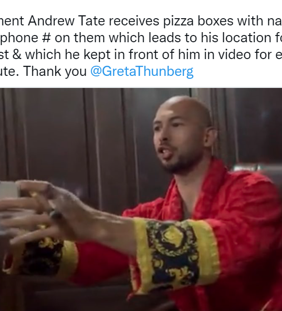 ment Andrew Tate receives pizza boxes with na
phone # on them which leads to his location fo
st & which he kept in front of him in video for e
ute. Thank you @GretaThunberg